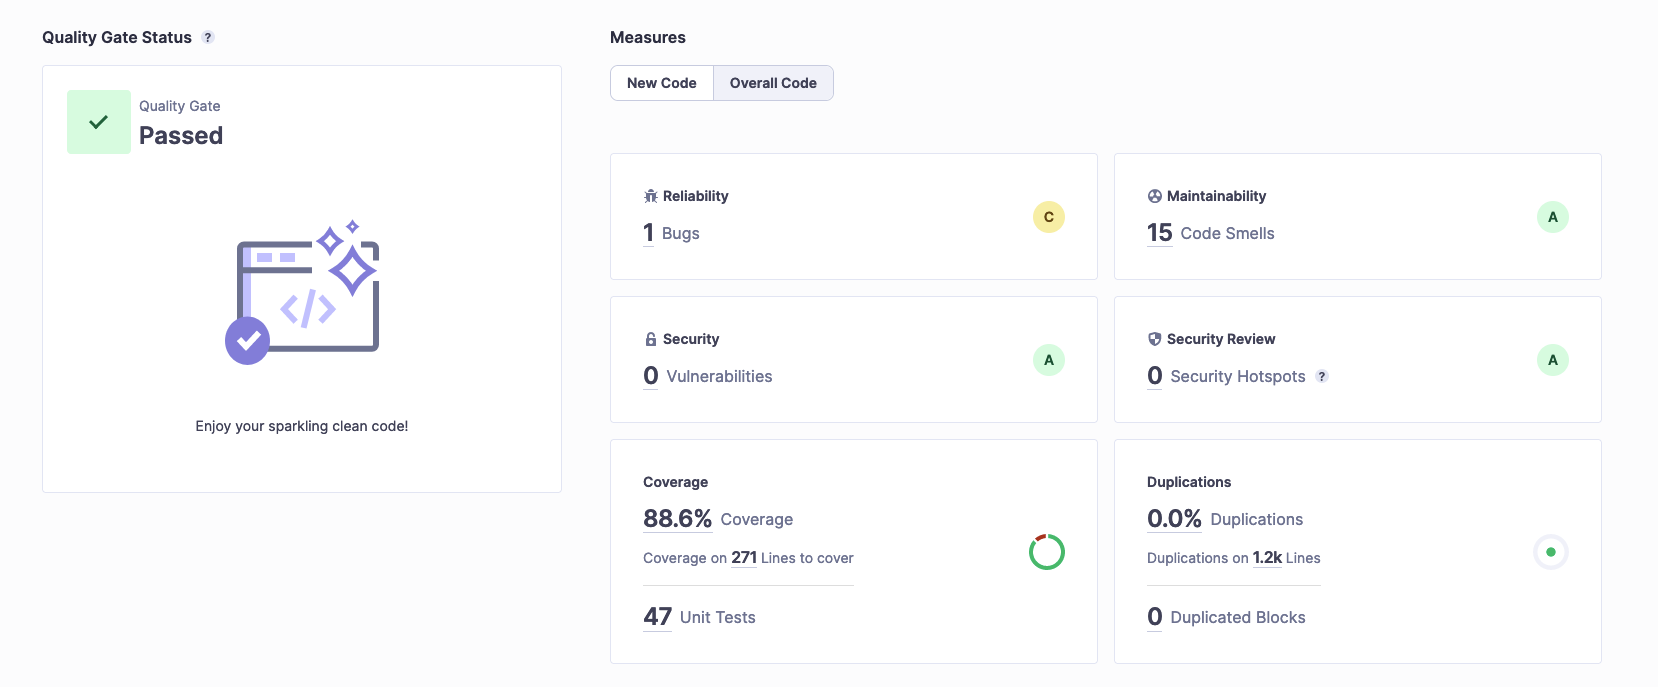 Quality Gate Status ?
Quality Gate
Passed
</>
Enjoy your sparkling clean code!
Measures
New Code Overall Code
Reliability
1 Bugs
C
Maintainability
15 Code Smells
A
Security
0 Vulnerabilities
A
Security Review
0 Security Hotspots ?
A
Coverage
88.6% Coverage
Coverage on 271 Lines to cover
47 Unit Tests
Duplications
0.0% Duplications
Duplications on 1.2k Lines
0 Duplicated Blocks